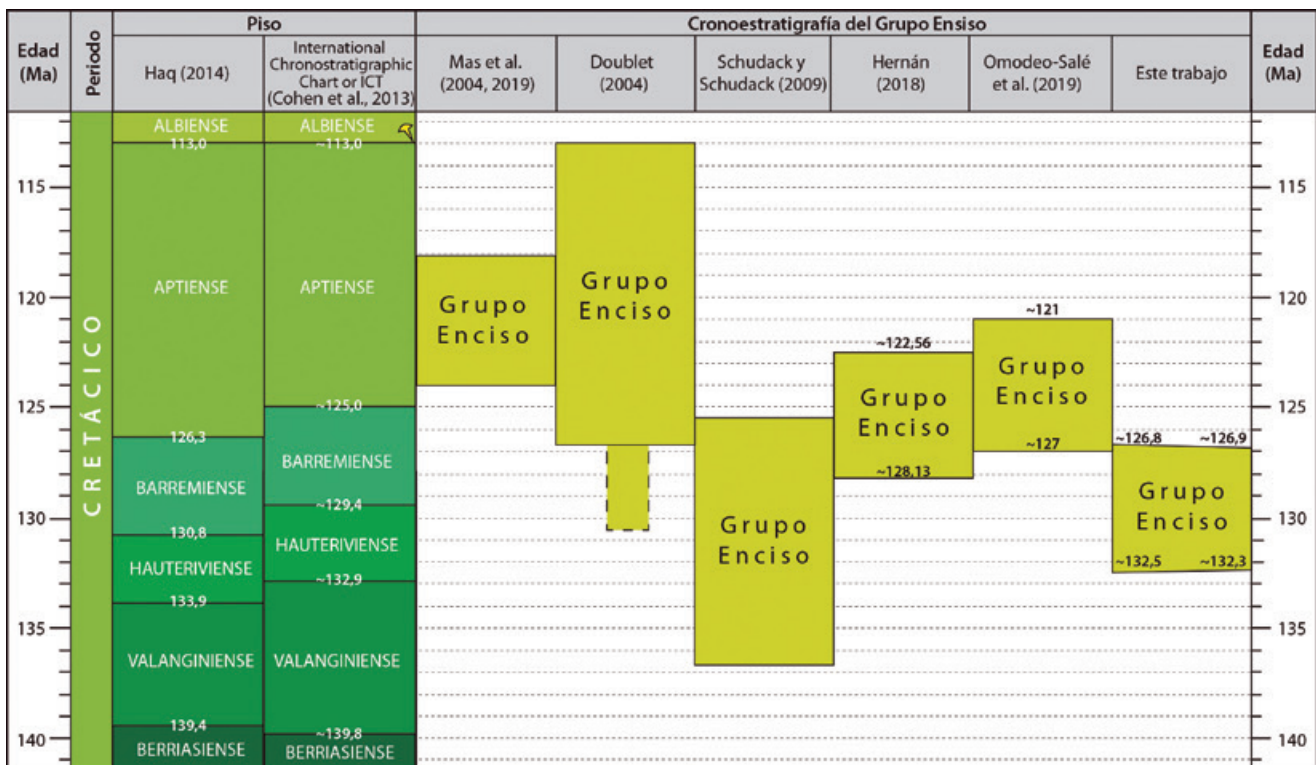 Edad
(Ma)
Periodo
Piso
Haq (2014)
International
Chronostratigraphic
Chart or ICT
(Cohen et al., 2013)
Cronoestratigrafía del Grupo Ensiso
Mas et al.
(2004, 2019)
Doublet
(2004)
Schudack y
Schudack (2009)
Hernán
(2018)
Omodeo-Salé
et al. (2019)
Este trabajo
Edad
(Ma)
115
120
125
130
135
140
CRETÁCICO
ALBIENSE
113,0
APTIENSE
126,3
BARREMIENSE
130,8
HAUTERIVIENSE
133,9
VALANGINIENSE
139,4
BERRIASIENSE
ALBIENSE
~113,0
APTIENSE
~125,0
BARREMIENSE
~129,4
HAUTERIVIENSE
~132,9
VALANGINIENSE
~139,8
BERRIASIENSE
Grupo
Enciso
Grupo
Enciso
Grupo
Enciso
~122,56
Grupo
Enciso
~128,13
~121
Grupo
Enciso
~127
~126,8 ~126,9
Grupo
Enciso
~132,5 ~132,3
115
120
125
130
135
140